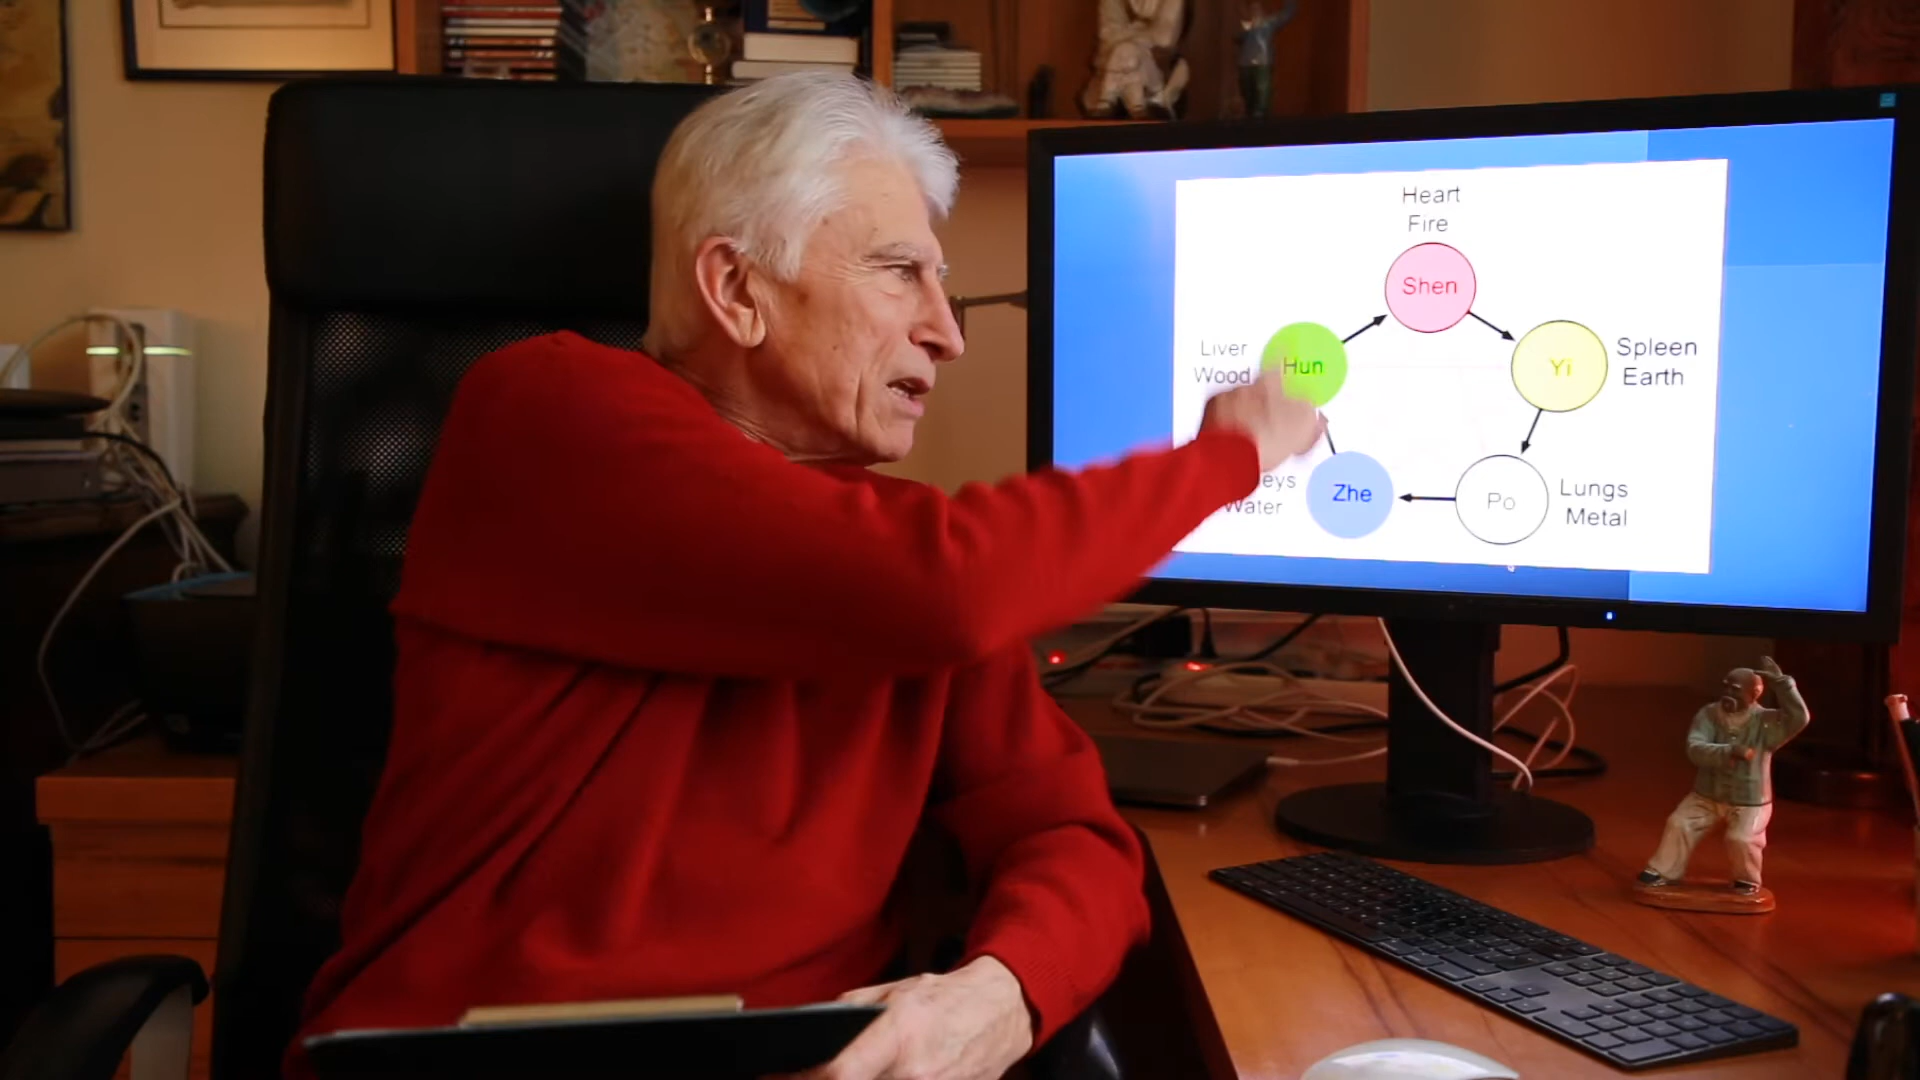 Heart
Fire
Shen
Liver
Wood
Hun
Yi
Spleen
Earth
eys
Water
Zhe
Po
Lungs
Metal